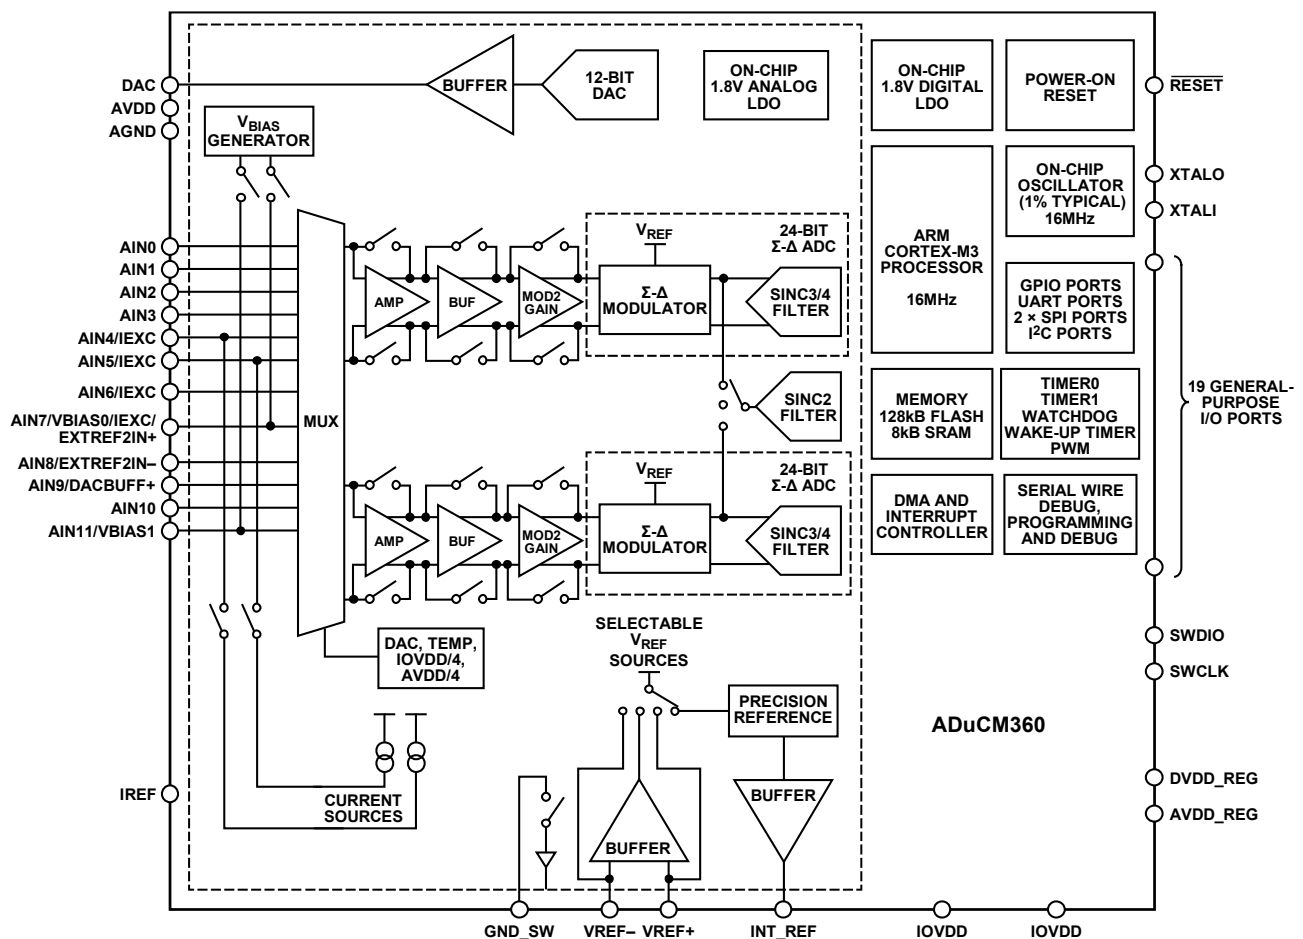 DAC
AVDD
AGND
BUFFER
12-BIT
DAC
ON-CHIP
1.8V ANALOG
LDO
ON-CHIP
1.8V DIGITAL
LDO
POWER-ON
RESET
RESET
VBIAS
GENERATOR
ARM
CORTEX-M3
PROCESSOR
16MHz
ON-CHIP
OSCILLATOR
(1% TYPICAL)
16MHz
XTALO
XTALI
AIN0
AIN1
AIN2
AIN3
AIN4/IEXC
AIN5/IEXC
AIN6/IEXC
AIN7/VBIAS0/IEXC/
EXTREF2IN+
AIN8/EXTREF2IN–
AIN9/DACBUFF+
AIN10
AIN11/VBIAS1
MUX
AMP
BUF
MOD2
GAIN
VREF
Σ-Δ
MODULATOR
24-BIT
Σ-Δ ADC
SINC3/4
FILTER
SINC2
FILTER
GPIO PORTS
UART PORTS
2 × SPI PORTS
I2C PORTS
MEMORY
128kB FLASH
8kB SRAM
TIMER0
TIMER1
WATCHDOG
WAKE-UP TIMER
PWM
19 GENERAL-
PURPOSE
I/O PORTS
AMP
BUF
MOD2
GAIN
VREF
Σ-Δ
MODULATOR
24-BIT
Σ-Δ ADC
SINC3/4
FILTER
DMA AND
INTERRUPT
CONTROLLER
SERIAL WIRE
DEBUG,
PROGRAMMING
AND DEBUG
DAC, TEMP,
IOVDD/4,
AVDD/4
SELECTABLE
VREF
SOURCES
PRECISION
REFERENCE
SWDIO
SWCLK
ADuCM360
IREF
CURRENT
SOURCES
BUFFER
BUFFER
DVDD_REG
AVDD_REG
GND_SW
VREF–
VREF+
INT_REF
IOVDD
IOVDD